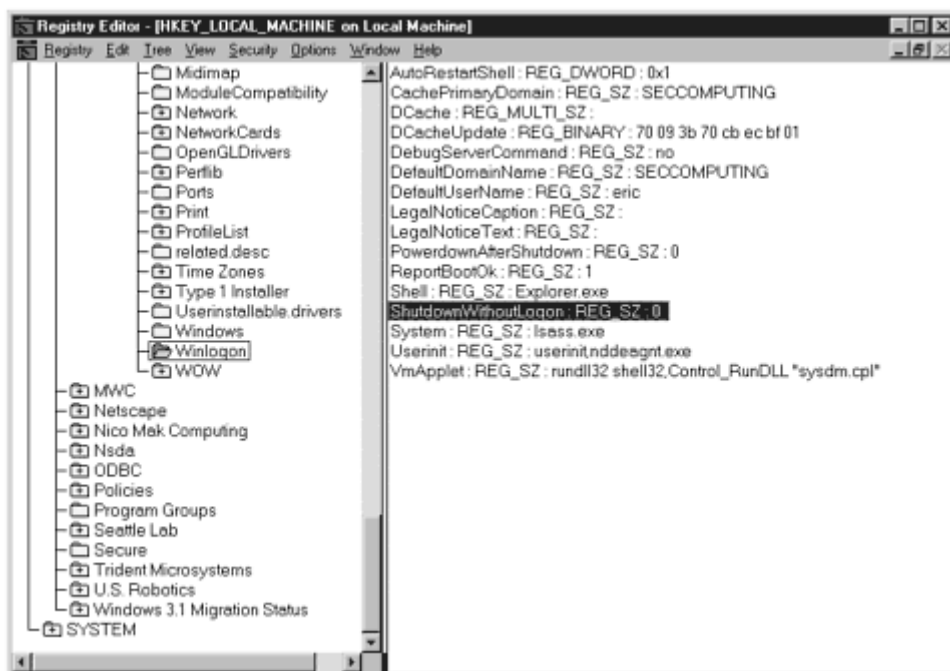 Registry Editor - [HKEY_LOCAL_MACHINE on Local Machine]
Registry Edit Tree View Security Options Window Help
Midimap
ModuleCompatibility
Network
NetworkCards
OpenGLDrivers
Perflib
Ports
Print
ProfileList
related.desc
Time Zones
Type 1 Installer
Userinstallable.drivers
Windows
Winlogon
WOW
MWC
Netscape
Nico Mak Computing
Nsda
ODBC
Policies
Program Groups
Seattle Lab
Secure
Trident Microsystems
U.S. Robotics
Windows 3.1 Migration Status
SYSTEM
AutoRestartShell : REG_DWORD : 0x1
CachePrimaryDomain : REG_SZ : SECCOMPUTING
DCache : REG_MULTI_SZ :
DCacheUpdate : REG_BINARY : 70 09 3b 70 cb ec bf 01
DebugServerCommand : REG_SZ : no
DefaultDomainName : REG_SZ : SECCOMPUTING
DefaultUserName : REG_SZ : eric
LegalNoticeCaption : REG_SZ :
LegalNoticeText : REG_SZ :
PowerdownAfterShutdown : REG_SZ : 0
ReportBootOk : REG_SZ : 1
Shell : REG_SZ : Explorer.exe
ShutdownWithoutLogon : REG_SZ : 0
System : REG_SZ : lsass.exe
Userinit : REG_SZ : userinit,nddeagnt.exe
VmApplet : REG_SZ : rundll32 shell32,Control_RunDLL "sysdm.cpl"